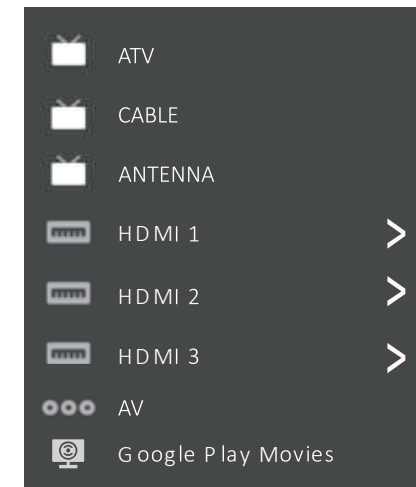 ATV
CABLE
ANTENNA
HDMI 1
HDMI 2
HDMI 3
AV
Google Play Movies